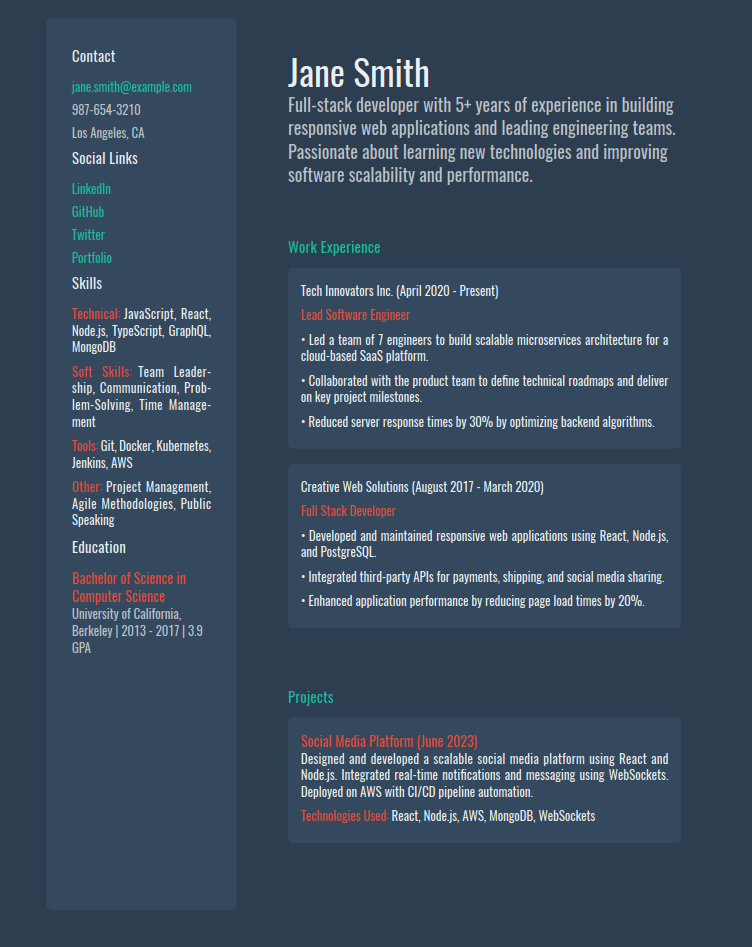 Contact
jane.smith@example.com
987-654-3210
Los Angeles, CA
Social Links
LinkedIn
GitHub
Twitter
Portfolio
Skills
Technical: JavaScript, React,
Node.js, TypeScript, GraphQL,
MongoDB
Soft Skills: Team Leader-
ship, Communication, Prob-
lem-Solving, Time Manage-
ment
Tools: Git, Docker, Kubernetes,
Jenkins, AWS
Other: Project Management,
Agile Methodologies, Public
Speaking
Education
Bachelor of Science in
Computer Science
University of California,
Berkeley | 2013 - 2017 | 3.9
GPA
Jane Smith
Full-stack developer with 5+ years of experience in building
responsive web applications and leading engineering teams.
Passionate about learning new technologies and improving
software scalability and performance.
Work Experience
Tech Innovators Inc. (April 2020 - Present)
Lead Software Engineer
• Led a team of 7 engineers to build scalable microservices architecture for a
cloud-based SaaS platform.
• Collaborated with the product team to define technical roadmaps and deliver
on key project milestones.
• Reduced server response times by 30% by optimizing backend algorithms.
Creative Web Solutions (August 2017 - March 2020)
Full Stack Developer
• Developed and maintained responsive web applications using React, Node.js,
and PostgreSQL.
• Integrated third-party APIs for payments, shipping, and social media sharing.
• Enhanced application performance by reducing page load times by 20%.
Projects
Social Media Platform (June 2023)
Designed and developed a scalable social media platform using React and
Node.js. Integrated real-time notifications and messaging using WebSockets.
Deployed on AWS with CI/CD pipeline automation.
Technologies Used: React, Node.js, AWS, MongoDB, WebSockets